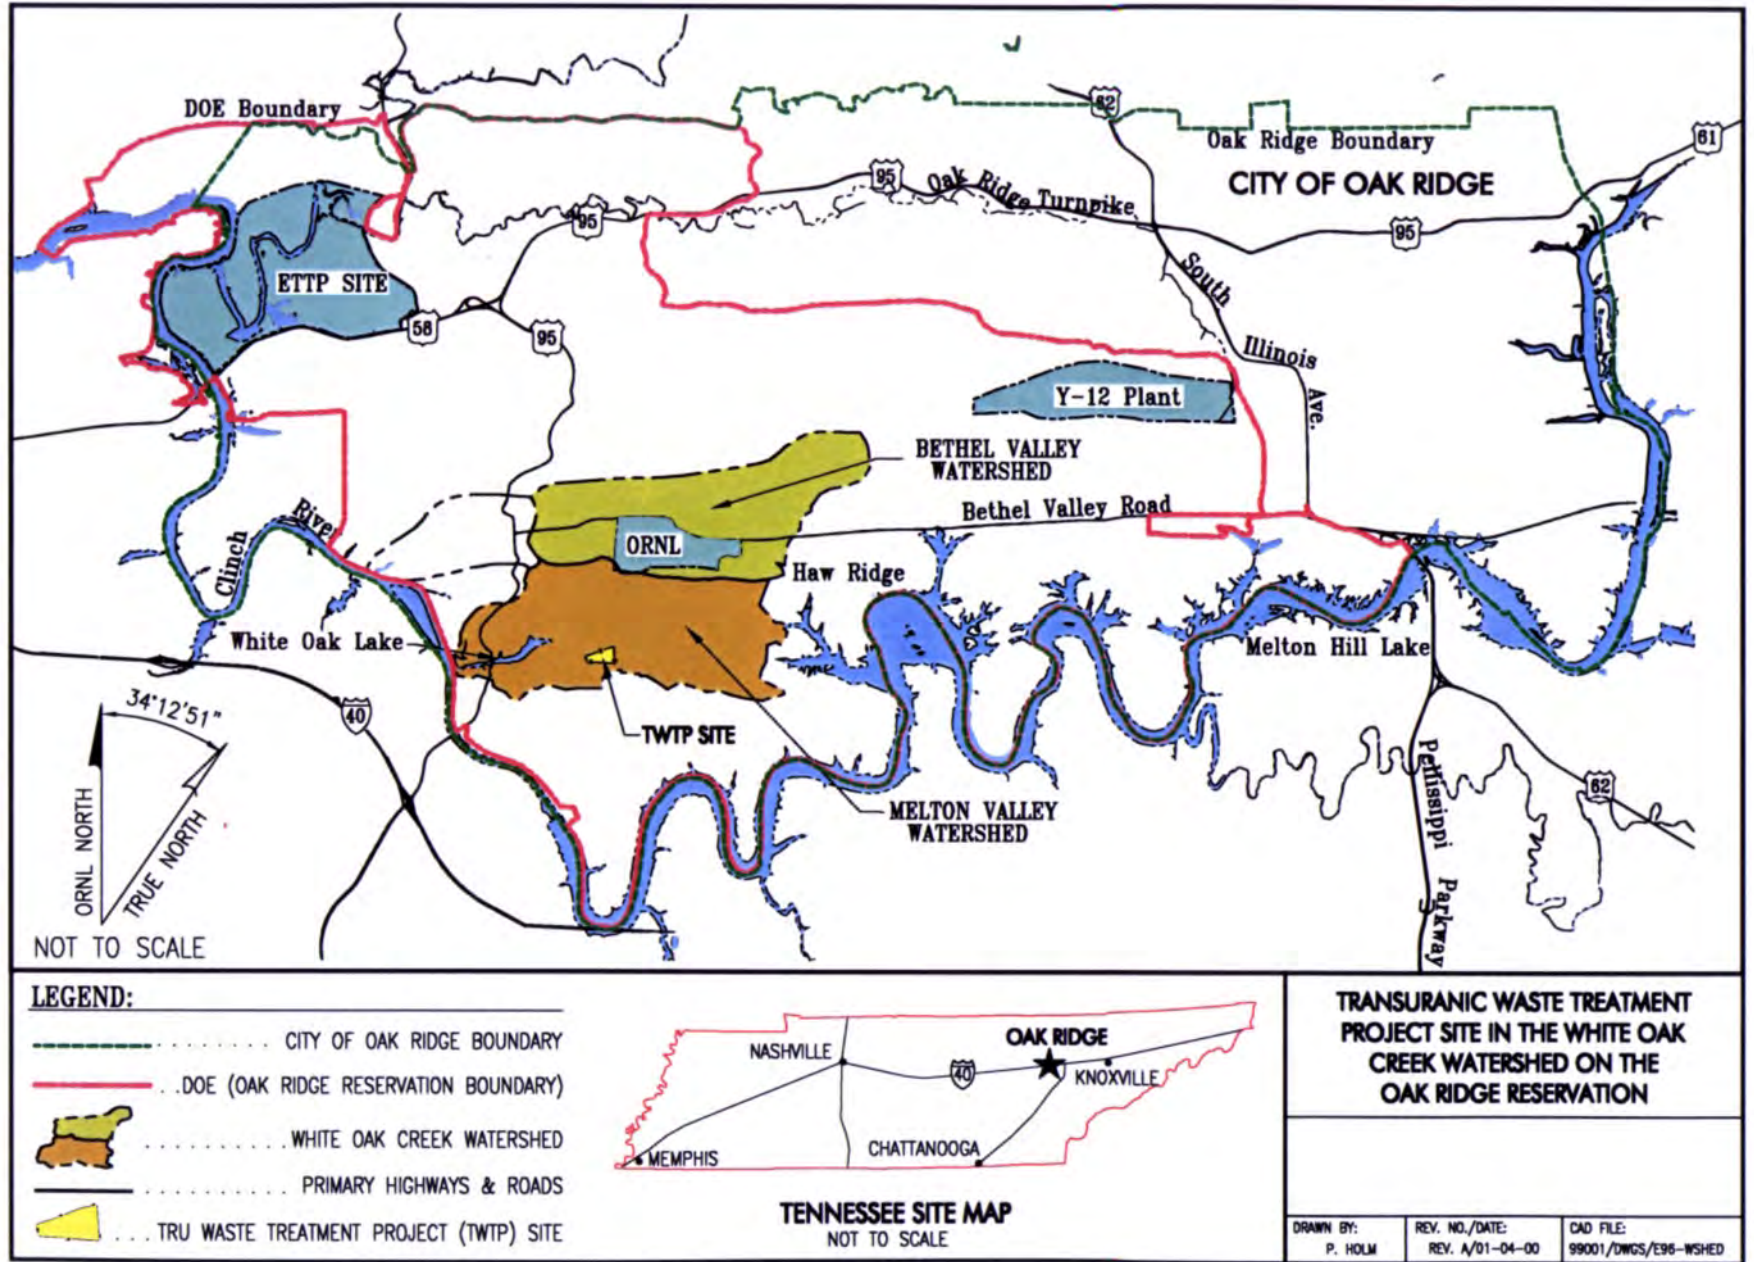 DOE Boundary
62
61
Oak Ridge Boundary
CITY OF OAK RIDGE
95
Oak Ridge Turnpike
95
95
ETTP SITE
58
95
South
Illinois
Ave.
Y-12 Plant
BETHEL VALLEY
WATERSHED
Bethel Valley Road
Clinch
River
ORNL
Haw Ridge
White Oak Lake
Melton Hill Lake
34°12'51"
40
TWTP SITE
ORNL NORTH
TRUE NORTH
MELTON VALLEY
WATERSHED
62
Pellissippi
Parkway
NOT TO SCALE
LEGEND:
CITY OF OAK RIDGE BOUNDARY
DOE (OAK RIDGE RESERVATION BOUNDARY)
WHITE OAK CREEK WATERSHED
PRIMARY HIGHWAYS & ROADS
TRU WASTE TREATMENT PROJECT (TWTP) SITE
NASHVILLE
OAK RIDGE
40
KNOXVILLE
MEMPHIS
CHATTANOOGA
TENNESSEE SITE MAP
NOT TO SCALE
TRANSURANIC WASTE TREATMENT
PROJECT SITE IN THE WHITE OAK
CREEK WATERSHED ON THE
OAK RIDGE RESERVATION
DRAWN BY:
P. HOLM
REV. NO./DATE:
REV. A/01-04-00
CAD FILE:
99001/DWGS/E96-WSHED